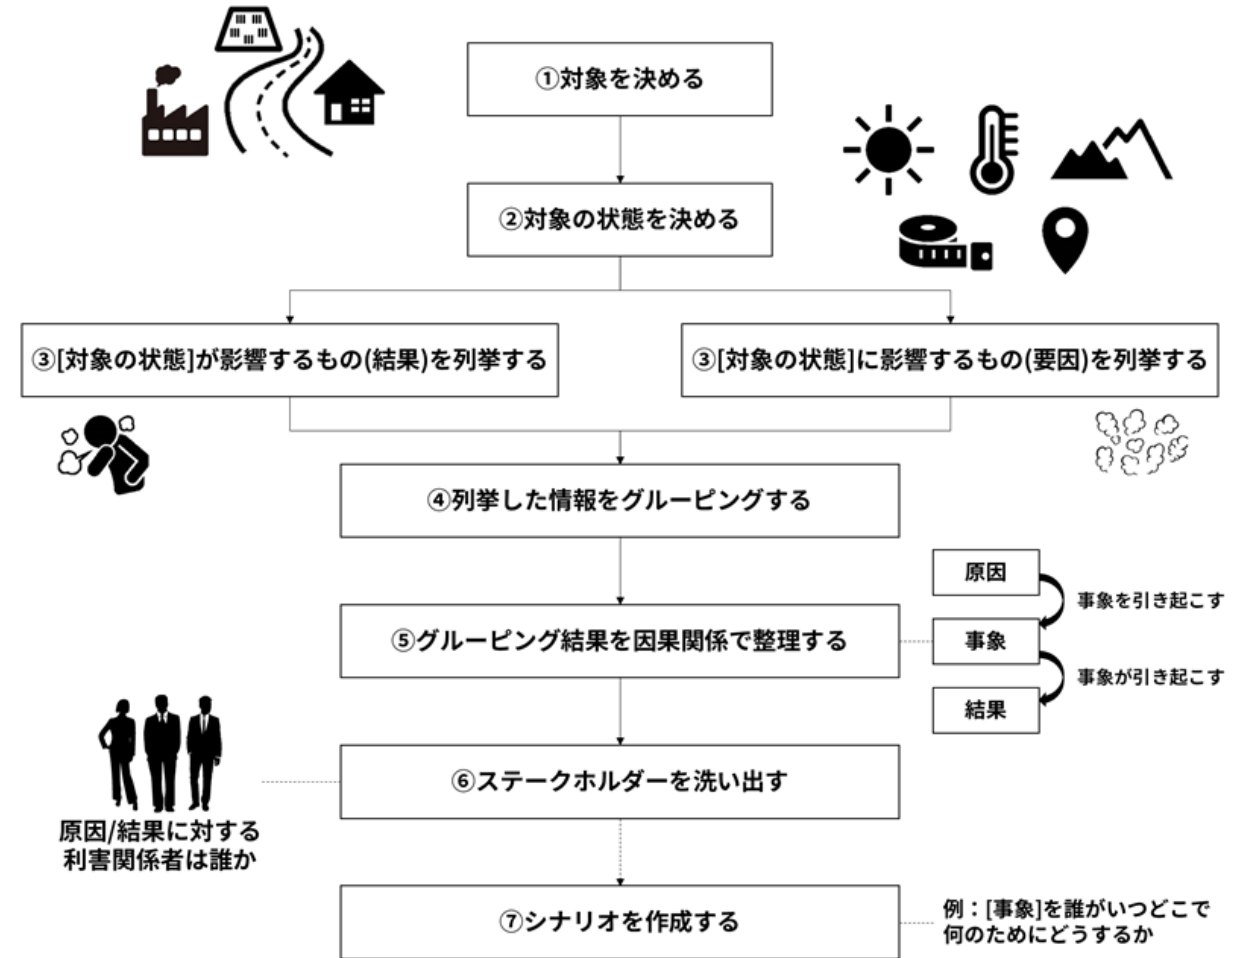 ①対象を決める
②対象の状態を決める
③[対象の状態]が影響するもの(結果)を列挙する
③[対象の状態]に影響するもの(要因)を列挙する
④列挙した情報をグルーピングする
⑤グルーピング結果を因果関係で整理する
原因
事象を引き起こす
事象
事象が引き起こす
結果
⑥ステークホルダーを洗い出す
原因/結果に対する
利害関係者は誰か
⑦シナリオを作成する
例：[事象]を誰がいつどこで
何のためにどうするか